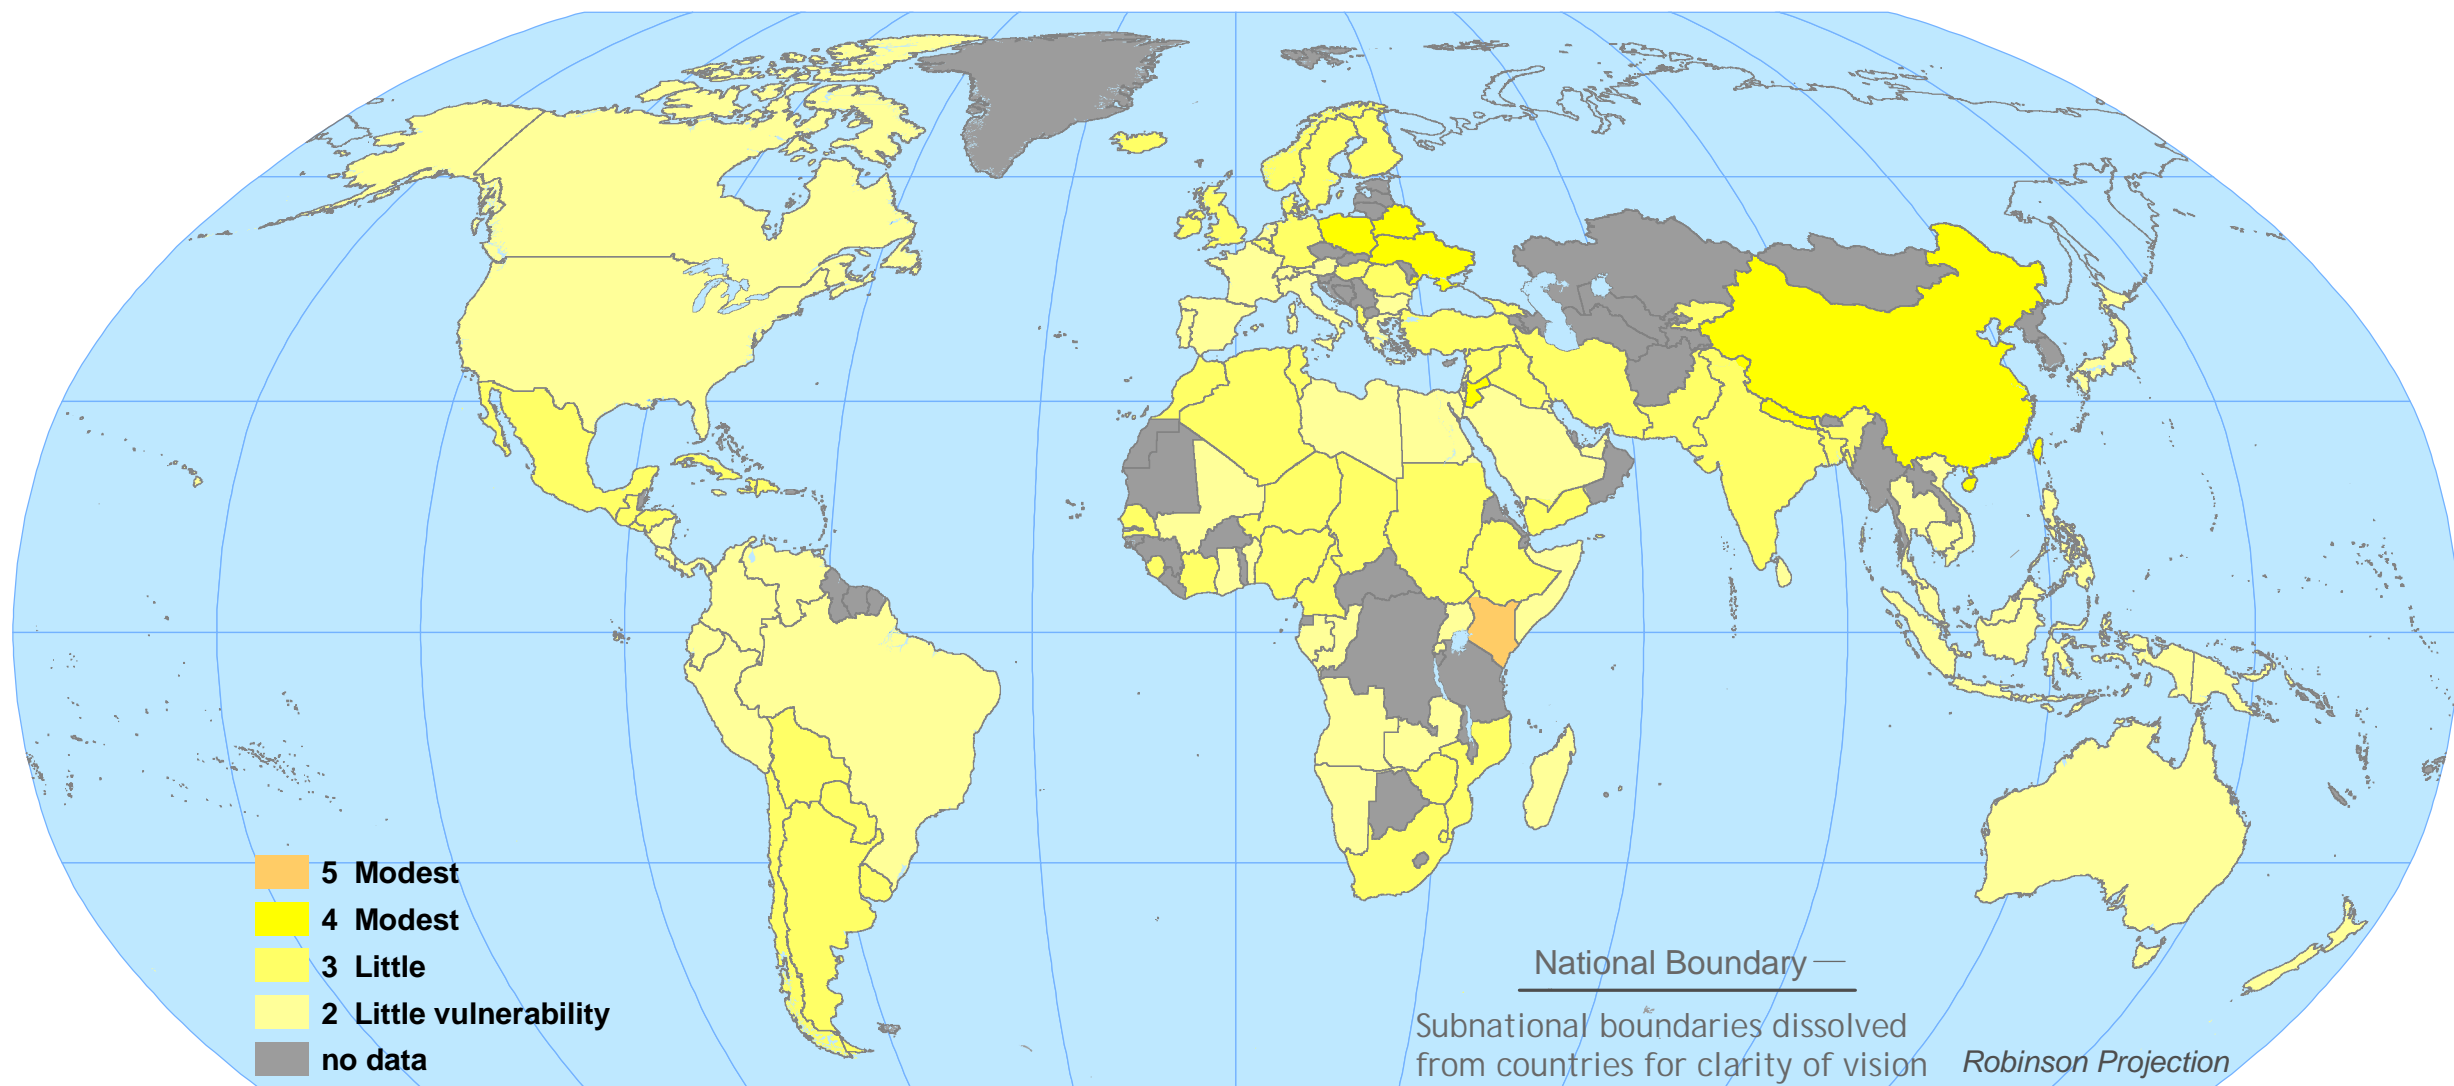 5 Modest
4 Modest
3 Little
2 Little vulnerability
no data
National Boundary
Subnational boundaries dissolved
from countries for clarity of vision
Robinson Projection